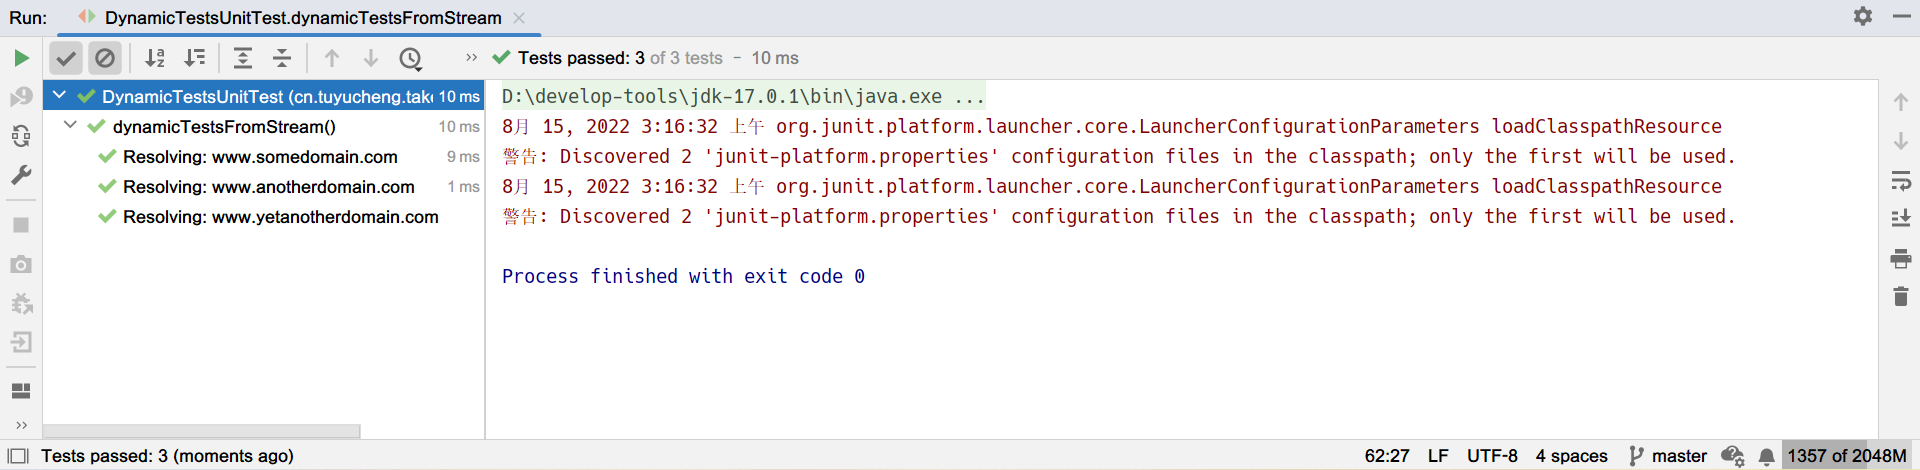 Run: DynamicTestsUnitTest.dynamicTestsFromStream
Tests passed: 3 of 3 tests – 10 ms
DynamicTestsUnitTest (cn.tuyucheng.take 10 ms
dynamicTestsFromStream() 10 ms
Resolving: www.somedomain.com 9 ms
Resolving: www.anotherdomain.com 1 ms
Resolving: www.yetanotherdomain.com
D:\develop-tools\jdk-17.0.1\bin\java.exe ...
8月 15, 2022 3:16:32 上午 org.junit.platform.launcher.core.LauncherConfigurationParameters loadClasspathResource
警告: Discovered 2 'junit-platform.properties' configuration files in the classpath; only the first will be used.
8月 15, 2022 3:16:32 上午 org.junit.platform.launcher.core.LauncherConfigurationParameters loadClasspathResource
警告: Discovered 2 'junit-platform.properties' configuration files in the classpath; only the first will be used.
Process finished with exit code 0
Tests passed: 3 (moments ago) 62:27 LF UTF-8 4 spaces master 1357 of 2048M